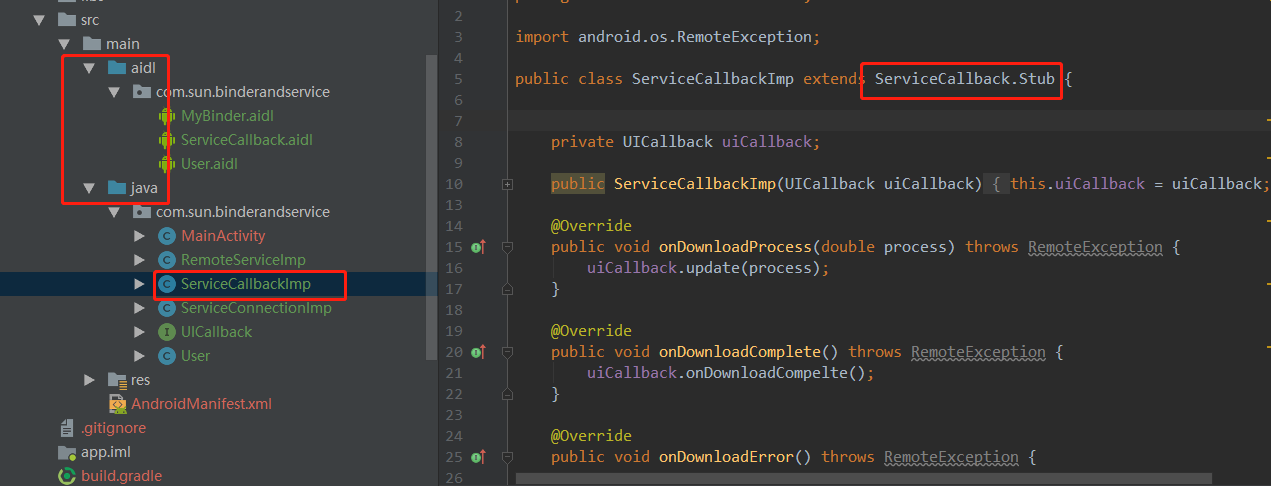 src
main
aidl
com.sun.binderandservice
MyBinder.aidl
ServiceCallback.aidl
User.aidl
java
com.sun.binderandservice
MainActivity
RemoteServiceImp
ServiceCallbackImp
ServiceConnectionImp
UICallback
User
res
AndroidManifest.xml
.gitignore
app.iml
build.gradle
2
3 import android.os.RemoteException;
4
5 public class ServiceCallbackImp extends ServiceCallback.Stub {
6
7
8 private UICallback uiCallback;
9
10 public ServiceCallbackImp(UICallback uiCallback) { this.uiCallback = uiCallback;
13
14 @Override
15 public void onDownloadProcess(double process) throws RemoteException {
16 uiCallback.update(process);
17 }
18
19 @Override
20 public void onDownloadComplete() throws RemoteException {
21 uiCallback.onDownloadCompelte();
22 }
23
24 @Override
25 public void onDownloadError() throws RemoteException {
26